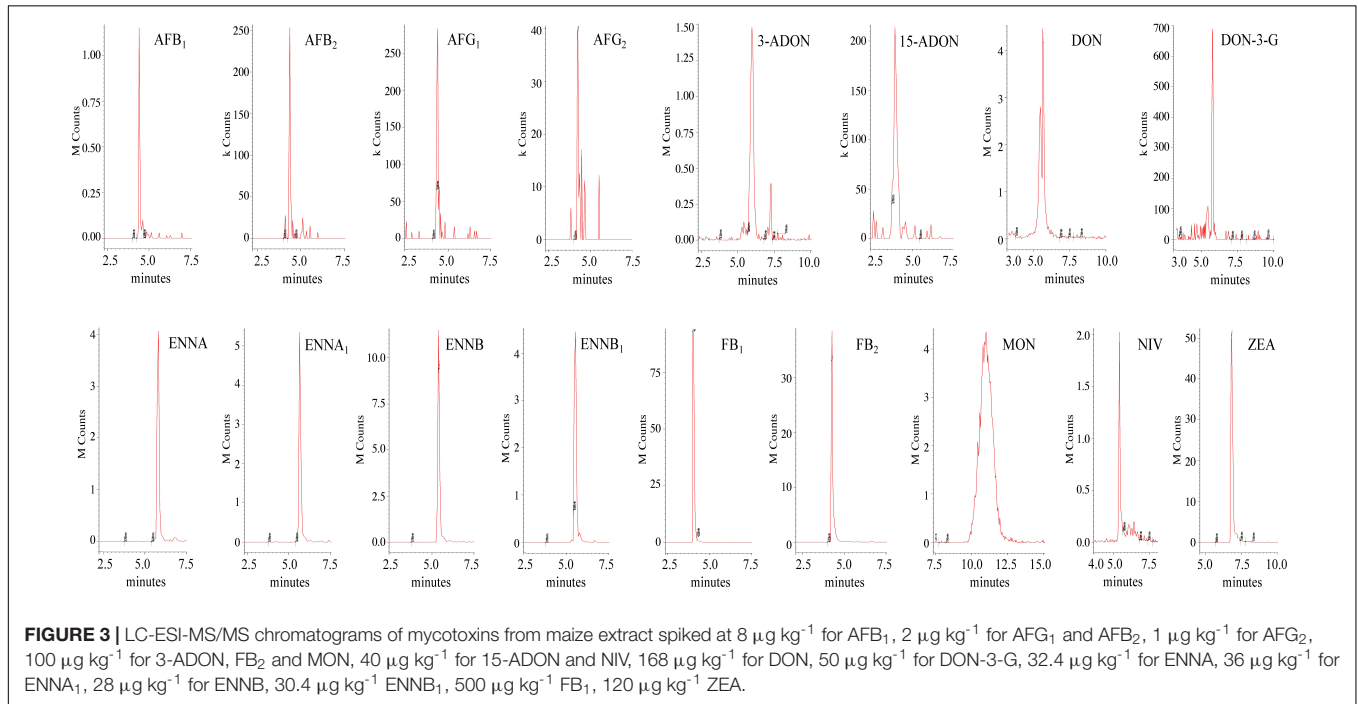 AFB₁
AFB₂
AFG₁
AFG₂
3-ADON
15-ADON
DON
DON-3-G
M Counts
1.00
0.75
0.50
0.25
0.00
2.5 5.0 7.5
minutes
k Counts
250
200
150
100
50
0
2.5 5.0 7.5
minutes
k Counts
250
200
150
100
50
0
2.5 5.0 7.5
minutes
k Counts
40
30
20
10
0
2.5 5.0 7.5
minutes
M Counts
1.50
1.25
1.00
0.75
0.50
0.25
0.00
2.5 5.0 7.5 10.0
minutes
k Counts
200
150
100
50
0
2.5 5.0 7.5
minutes
M Counts
4
3
2
1
0
3.0 5.0 7.5 10.0
minutes
k Counts
700
600
500
400
300
200
100
0
3.0 5.0 7.5 10.0
minutes
ENNA
ENNA₁
ENNB
ENNB₁
FB₁
FB₂
MON
NIV
ZEA
M Counts
4
3
2
1
0
2.5 5.0 7.5
minutes
M Counts
5
4
3
2
1
0
2.5 5.0 7.5
minutes
M Counts
10.0
7.5
5.0
2.5
0.0
2.5 5.0 7.5
minutes
M Counts
4
3
2
1
0
2.5 5.0 7.5
minutes
M Counts
75
50
25
0
2.5 5.0 7.5
minutes
M Counts
30
20
10
0
2.5 5.0 7.5
minutes
M Counts
4
3
2
1
0
7.5 10.0 15.0
minutes
M Counts
2.0
1.5
1.0
0.5
0.0
4.0 5.0 7.5
minutes
M Counts
50
40
30
20
10
0
5.0 7.5 10.0
minutes
FIGURE 3 | LC-ESI-MS/MS chromatograms of mycotoxins from maize extract spiked at 8 μg kg⁻¹ for AFB₁, 2 μg kg⁻¹ for AFG₁ and AFB₂, 1 μg kg⁻¹ for AFG₂,
100 μg kg⁻¹ for 3-ADON, FB₂ and MON, 40 μg kg⁻¹ for 15-ADON and NIV, 168 μg kg⁻¹ for DON, 50 μg kg⁻¹ for DON-3-G, 32.4 μg kg⁻¹ for ENNA, 36 μg kg⁻¹ for
ENNA₁, 28 μg kg⁻¹ for ENNB, 30.4 μg kg⁻¹ ENNB₁, 500 μg kg⁻¹ FB₁, 120 μg kg⁻¹ ZEA.